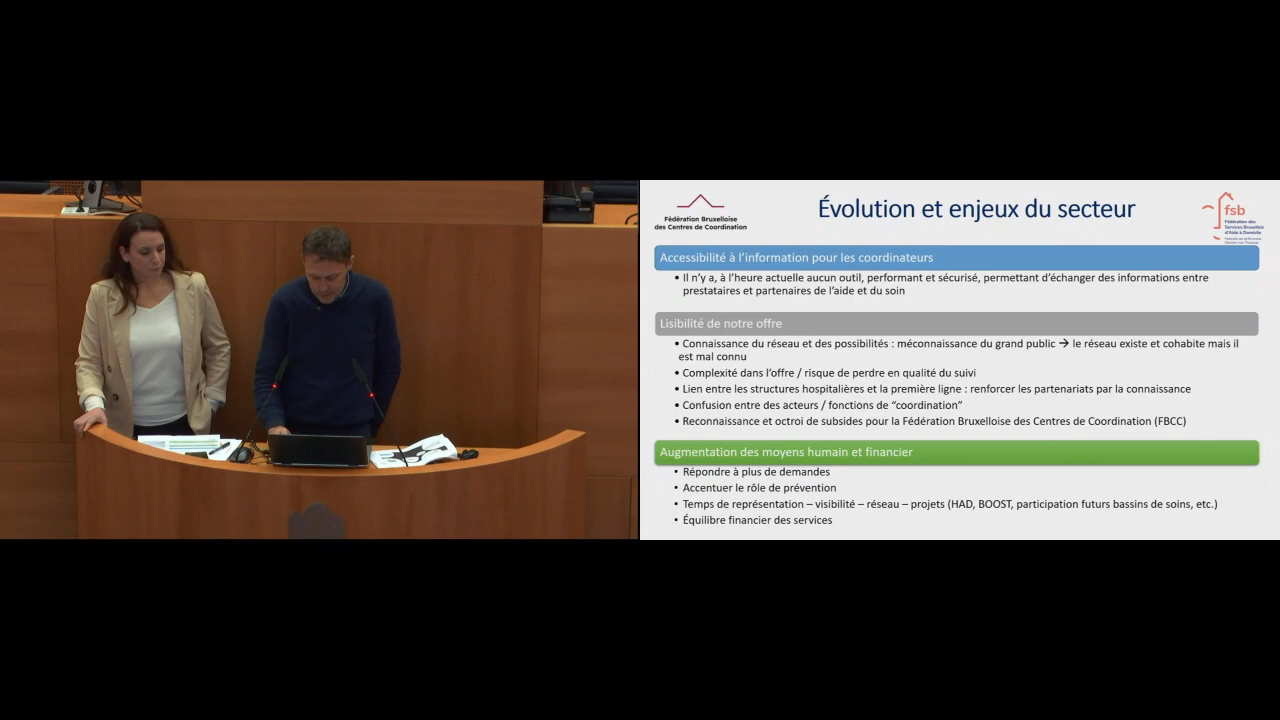 Fédération Bruxelloise
des Centres de Coordination
Évolution et enjeux du secteur
fsb
Fédération des
Services Bruxellois
d'Aide à Domicile
Accessibilité à l'information pour les coordinateurs
• Il n'y a, à l'heure actuelle aucun outil, performant et sécurisé, permettant d'échanger des informations entre
prestataires et partenaires de l'aide et du soin
Lisibilité de notre offre
• Connaissance du réseau et des possibilités : méconnaissance du grand public → le réseau existe et cohabite mais il
est mal connu
• Complexité dans l'offre / risque de perdre en qualité du suivi
• Lien entre les structures hospitalières et la première ligne : renforcer les partenariats par la connaissance
• Confusion entre des acteurs / fonctions de “coordination”
• Reconnaissance et octroi de subsides pour la Fédération Bruxelloise des Centres de Coordination (FBCC)
Augmentation des moyens humain et financier
• Répondre à plus de demandes
• Accentuer le rôle de prévention
• Temps de représentation – visibilité – réseau – projets (HAD, BOOST, participation futurs bassins de soins, etc.)
• Équilibre financier des services